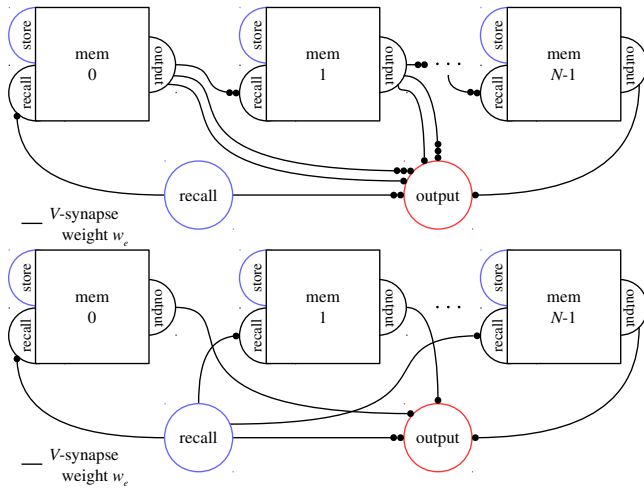 store
mem
0
recall
output
store
mem
1
recall
output
. . .
store
mem
N-1
recall
output
recall
output
V-synapse
weight w_e
store
mem
0
recall
output
store
mem
1
recall
output
. . .
store
mem
N-1
recall
output
recall
output
V-synapse
weight w_e